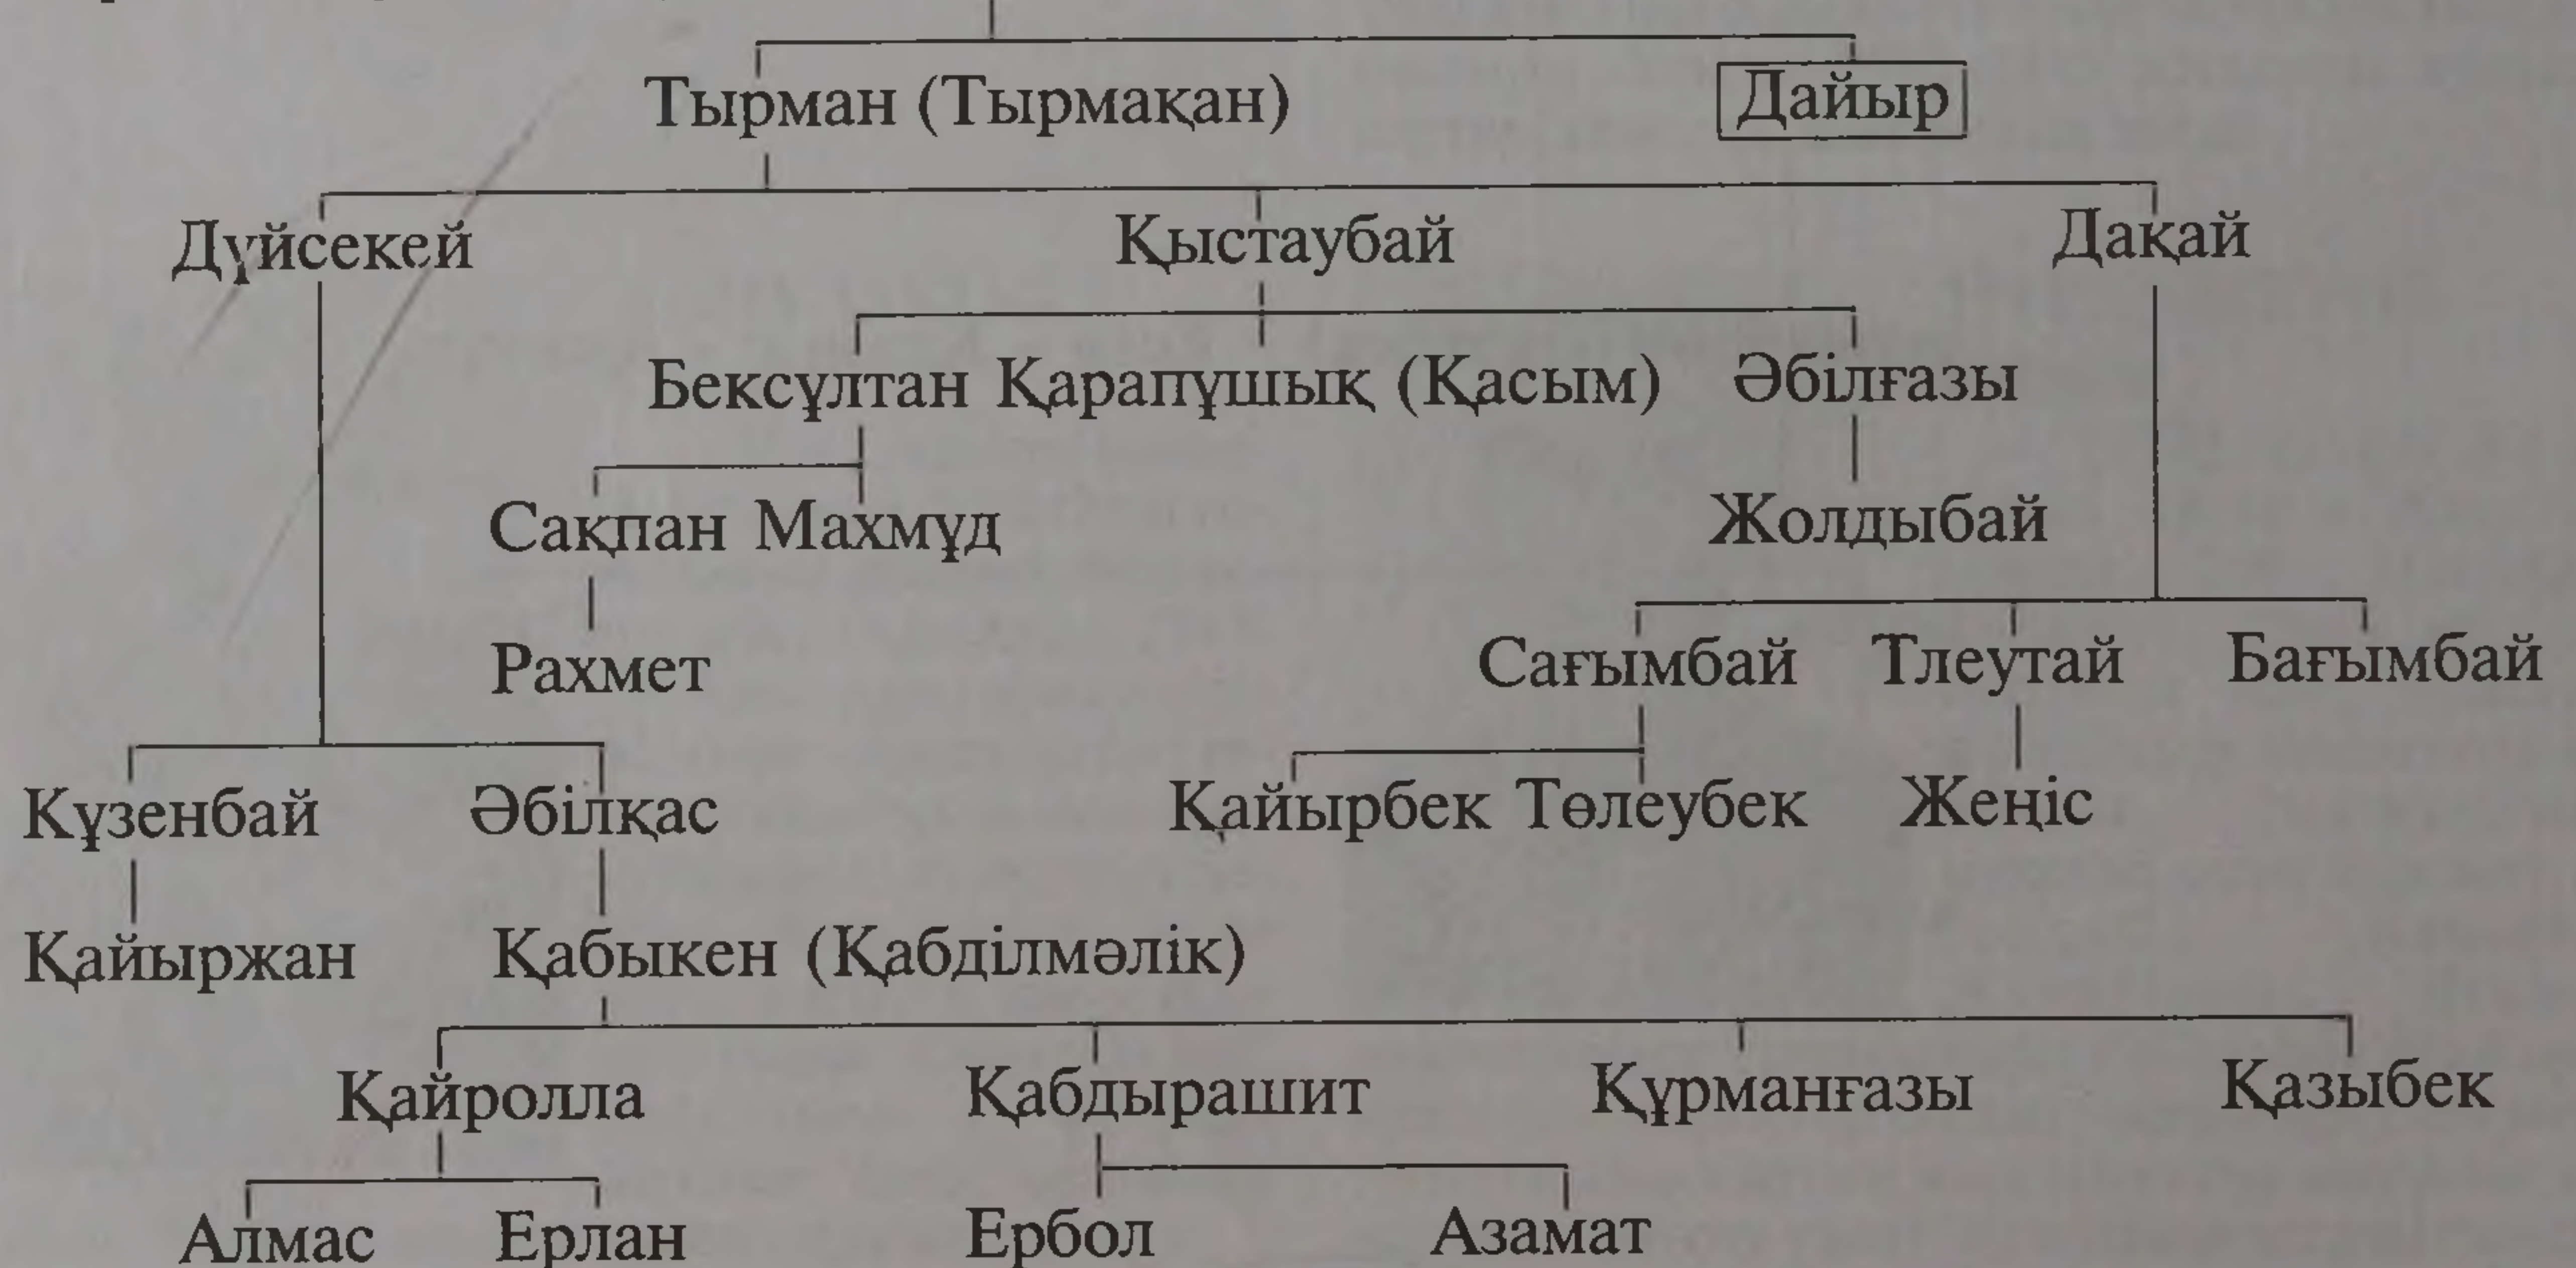 Тырман (Тырмақан) Дайыр
Дүйсекей Қыстаубай Дақай
Бексұлтан Қарапұшық (Қасым) Әбілғазы
Сақпан Махмұд Жолдыбай
Рахмет Сағымбай Тлеутай Бағымбай
Күзенбай Әбілқас Қайырбек Төлеубек Жеңіс
Қайыржан Қабыкен (Қабділмәлік)
Қайролла Қабдырашит Құрманғазы Қазыбек
Алмас Ерлан Ербол Азамат